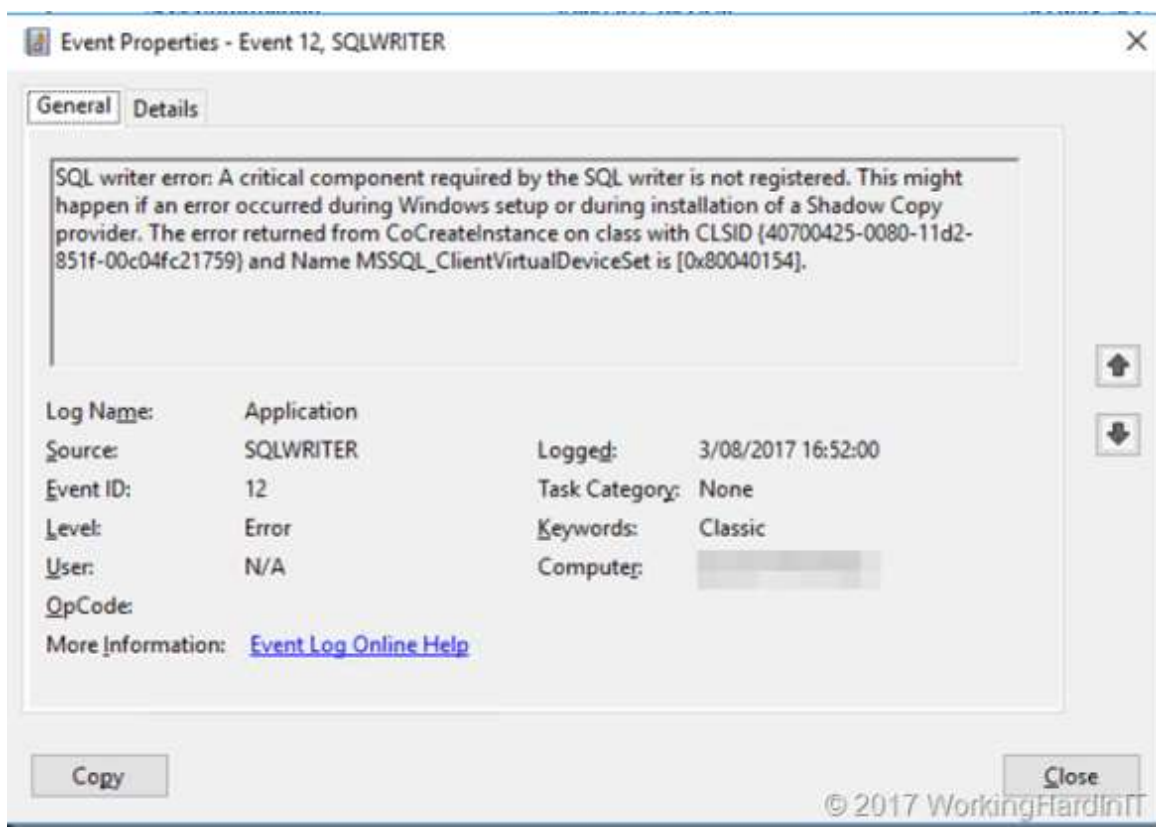 Event Properties - Event 12, SQLWRITER
General Details
SQL writer error: A critical component required by the SQL writer is not registered. This might
happen if an error occurred during Windows setup or during installation of a Shadow Copy
provider. The error returned from CoCreateInstance on class with CLSID {40700425-0080-11d2-
851f-00c04fc21759} and Name MSSQL_ClientVirtualDeviceSet is [0x80040154].
Log Name: Application
Source: SQLWRITER Logged: 3/08/2017 16:52:00
Event ID: 12 Task Category: None
Level: Error Keywords: Classic
User: N/A Computer:
OpCode:
More Information: Event Log Online Help
Copy Close
© 2017 WorkingHardInIT